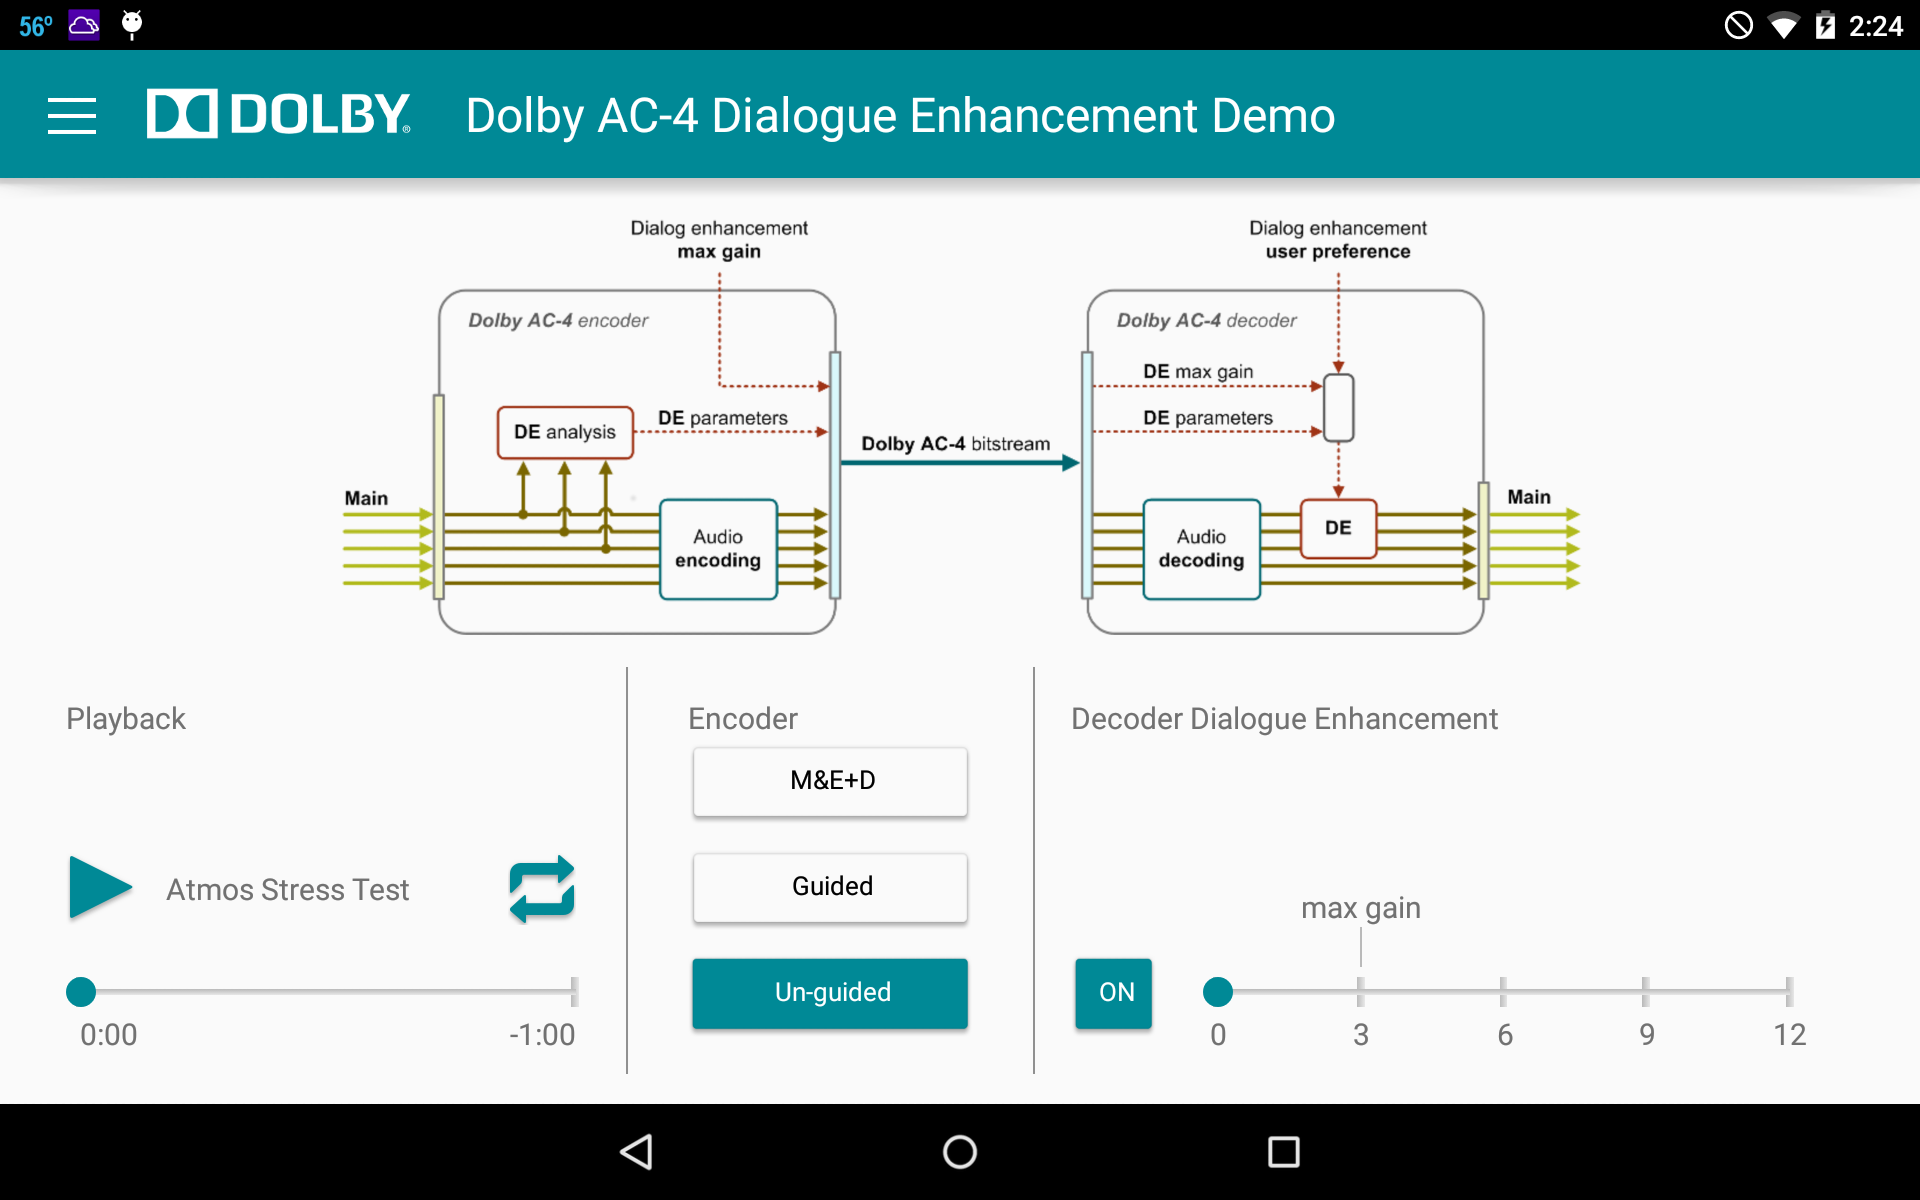 56º 2:24
DOLBY® Dolby AC-4 Dialogue Enhancement Demo
Dialog enhancement
max gain
Dialog enhancement
user preference
Dolby AC-4 encoder
Dolby AC-4 decoder
DE max gain
DE analysis
DE parameters
DE parameters
Dolby AC-4 bitstream
Main
Main
Audio
encoding
Audio
decoding
DE
Playback
Encoder
Decoder Dialogue Enhancement
M&E+D
Guided
Un-guided
Atmos Stress Test
0:00 -1:00
max gain
ON
0 3 6 9 12